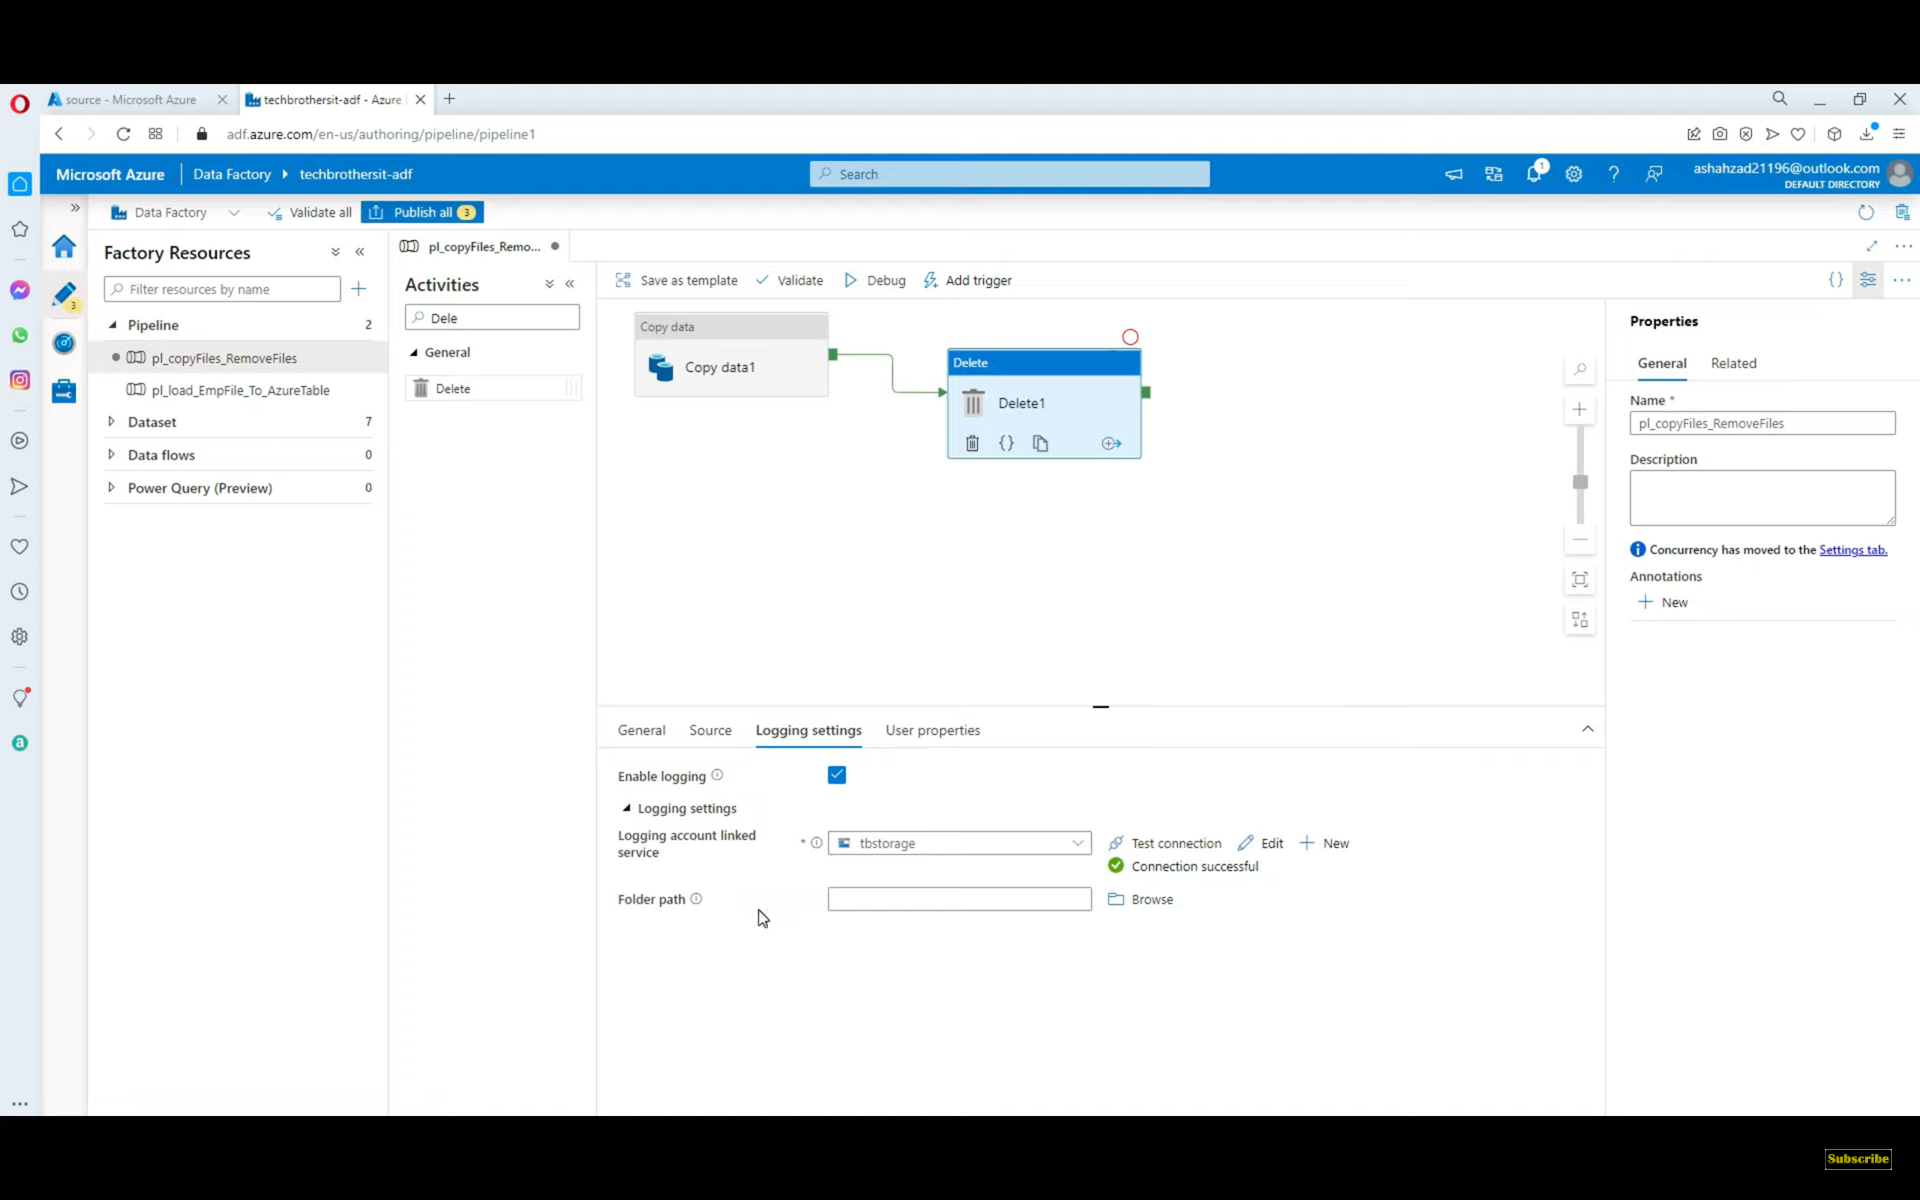 source - Microsoft Azure
techbrothersit-adf - Azure
adf.azure.com/en-us/authoring/pipeline/pipeline1
Microsoft Azure
Data Factory
techbrothersit-adf
Search
1
ashahzad21196@outlook.com
DEFAULT DIRECTORY
Data Factory
Validate all
Publish all 3
Factory Resources
Filter resources by name
3
Pipeline 2
pl_copyFiles_RemoveFiles
pl_load_EmpFile_To_AzureTable
Dataset 7
Data flows 0
Power Query (Preview) 0
pl_copyFiles_Remo...
Activities
Dele
General
Delete
Save as template
Validate
Debug
Add trigger
Copy data
Copy data1
Delete
Delete1
General
Source
Logging settings
User properties
Enable logging
Logging settings
Logging account linked service *
tbstorage
Test connection
Edit
New
Connection successful
Folder path
Browse
Properties
General
Related
Name *
pl_copyFiles_RemoveFiles
Description
Concurrency has moved to the Settings tab.
Annotations
New
Subscribe